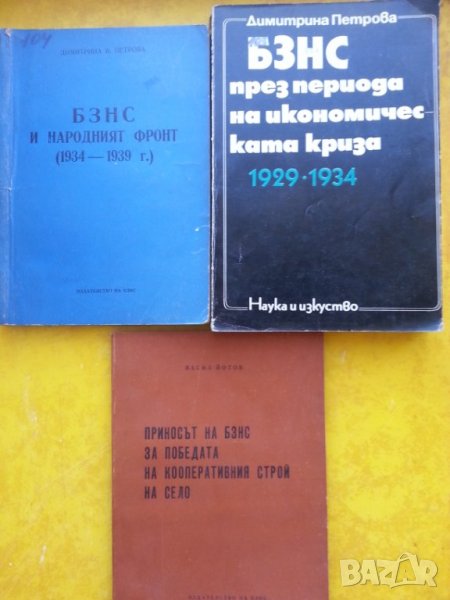 104
ДИМИТРИНА В. ПЕТРОВА
БЗНС
И НАРОДНИЯТ ФРОНТ
(1934 — 1939 г.)
ИЗДАТЕЛСТВО НА БЗНС
Димитрина Петрова
БЗНС
през периода
на икономичес-
ката криза
1929·1934
Наука и изкуство
ВАСИЛ ЙОТОВ
ПРИНОСЪТ НА БЗНС
ЗА ПОБЕДАТА
НА КООПЕРАТИВНИЯ СТРОЙ
НА СЕЛО
ИЗДАТЕЛСТВО НА БЗНС
bazar